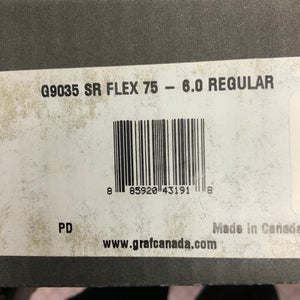 G9035 SR FLEX 75 - 6.0 REGULAR
8 85920 43191 8
PD Made in Canada
www.grafcanada.com